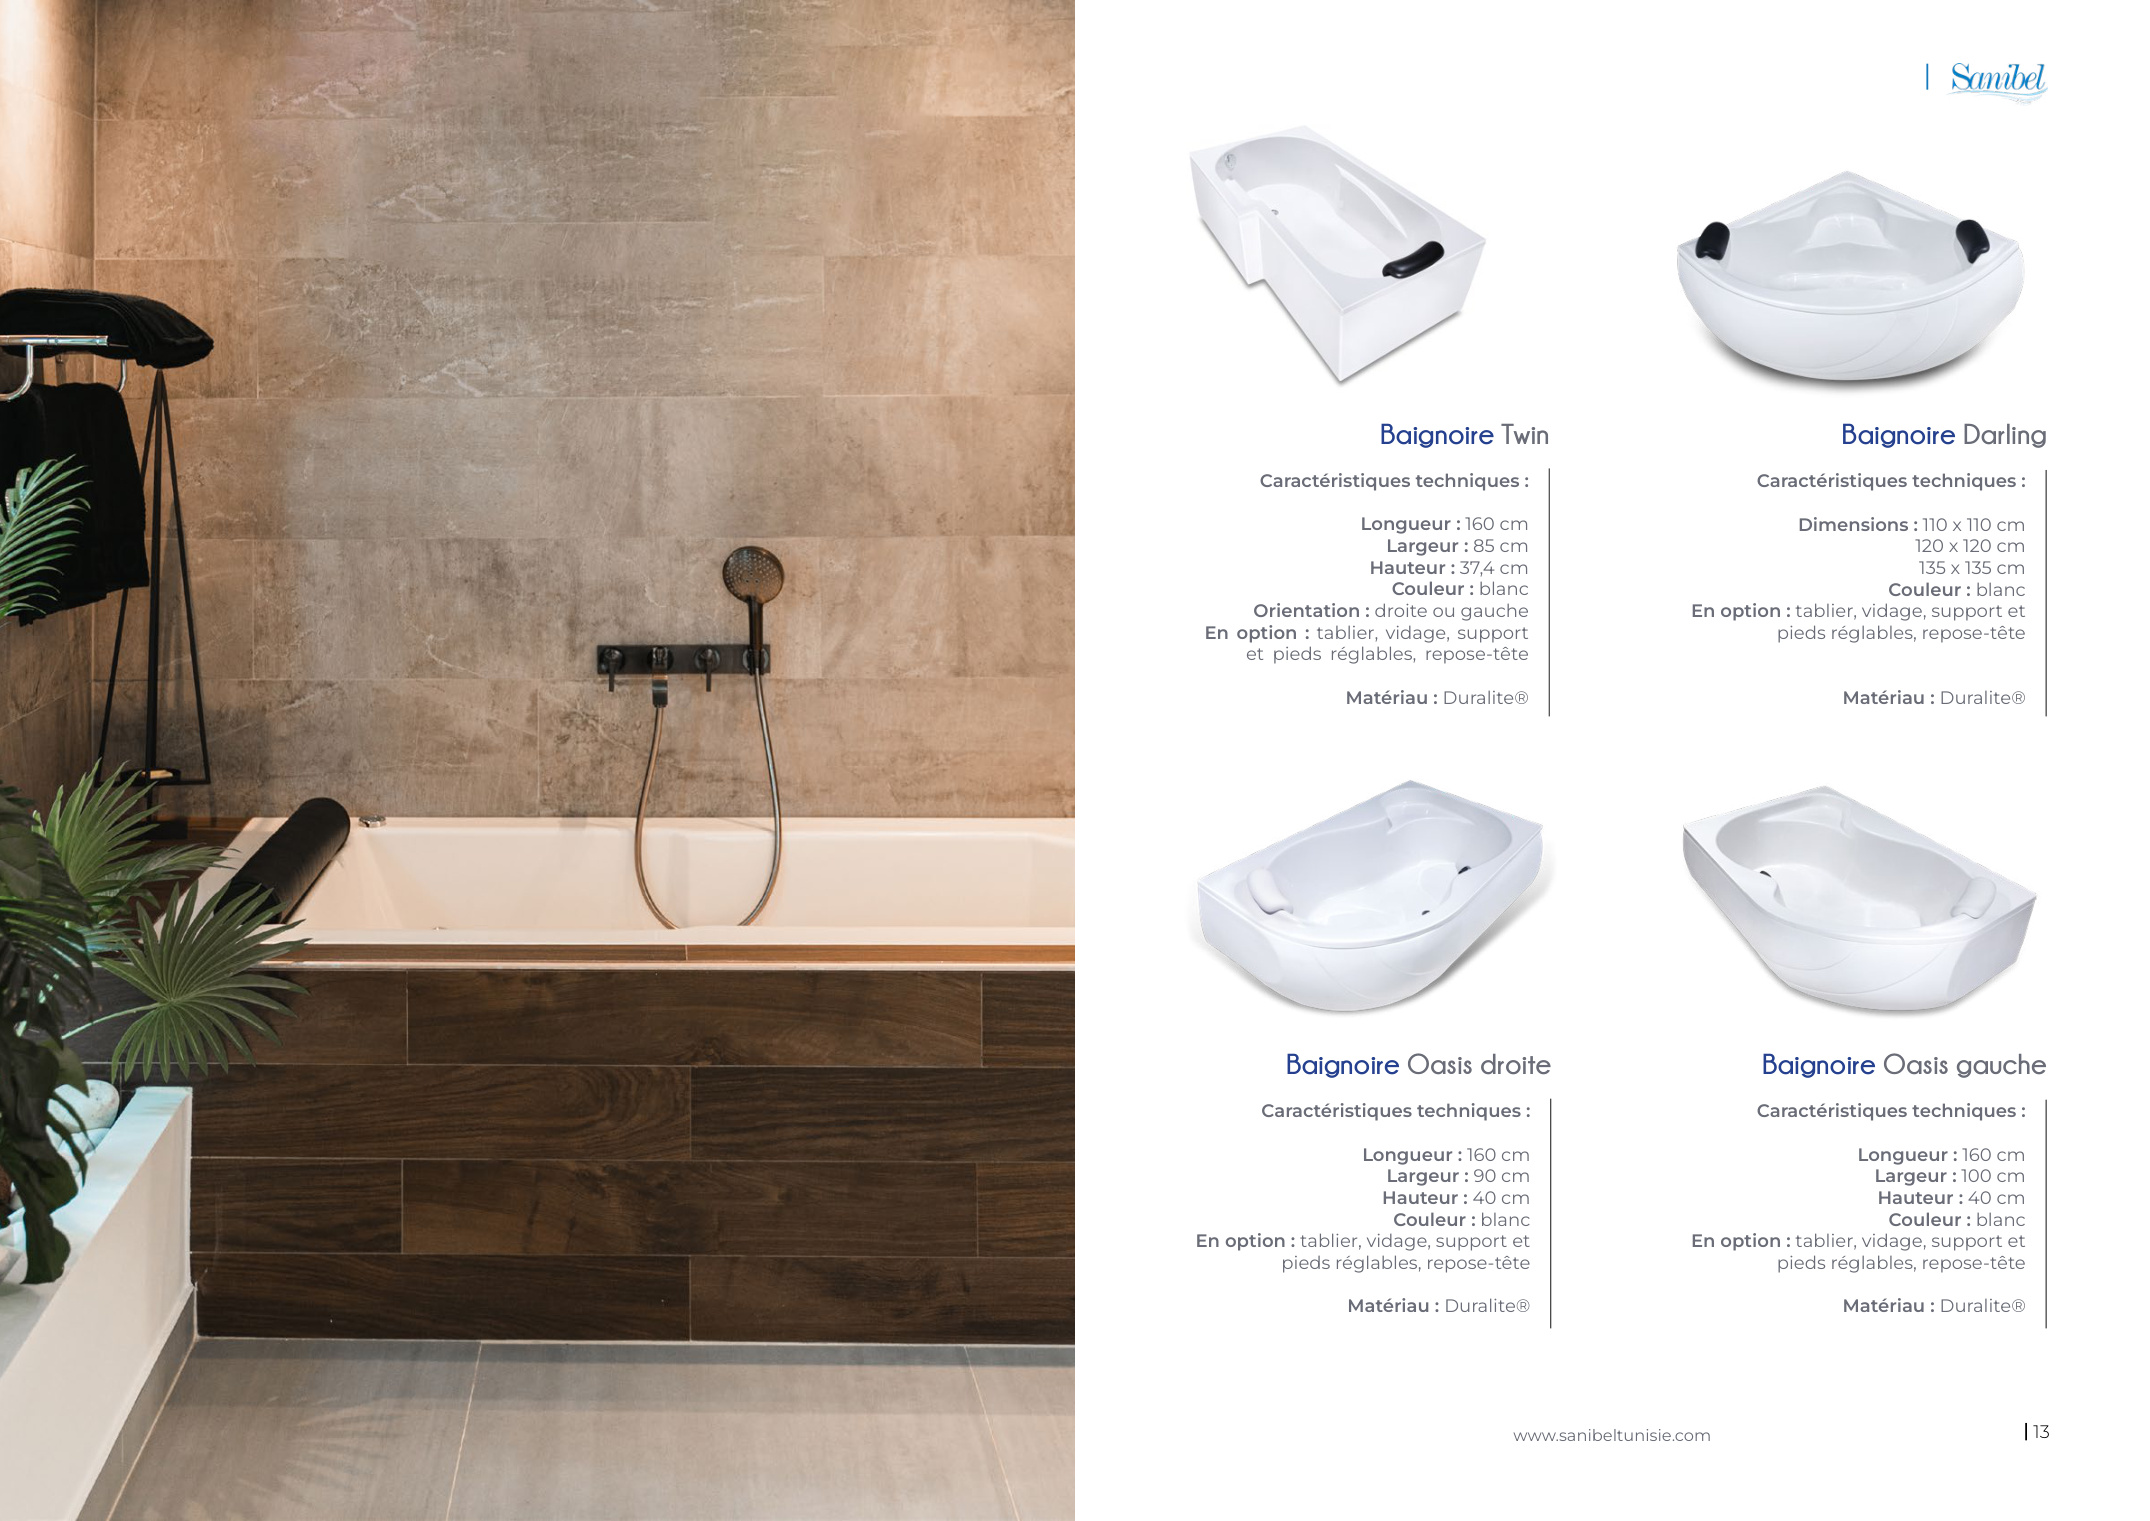 Sanibel
Baignoire Twin
Caractéristiques techniques :
Longueur : 160 cm
Largeur : 85 cm
Hauteur : 37,4 cm
Couleur : blanc
Orientation : droite ou gauche
En option : tablier, vidage, support
et pieds réglables, repose-tête
Matériau : Duralite®
Baignoire Darling
Caractéristiques techniques :
Dimensions : 110 x 110 cm
120 x 120 cm
135 x 135 cm
Couleur : blanc
En option : tablier, vidage, support et
pieds réglables, repose-tête
Matériau : Duralite®
Baignoire Oasis droite
Caractéristiques techniques :
Longueur : 160 cm
Largeur : 90 cm
Hauteur : 40 cm
Couleur : blanc
En option : tablier, vidage, support et
pieds réglables, repose-tête
Matériau : Duralite®
Baignoire Oasis gauche
Caractéristiques techniques :
Longueur : 160 cm
Largeur : 100 cm
Hauteur : 40 cm
Couleur : blanc
En option : tablier, vidage, support et
pieds réglables, repose-tête
Matériau : Duralite®
www.sanibeltunisie.com
13